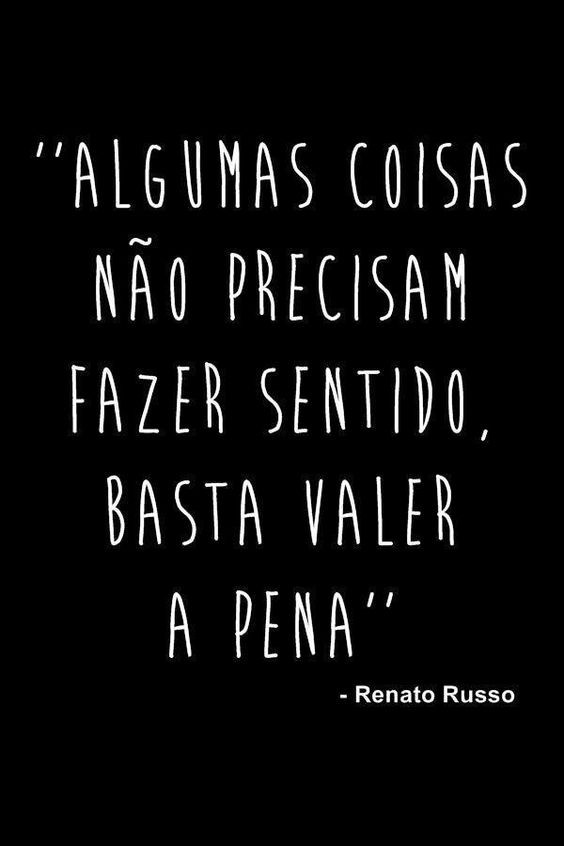 "ALGUMAS COISAS
NÃO PRECISAM
FAZER SENTIDO,
BASTA VALER
A PENA"
- Renato Russo